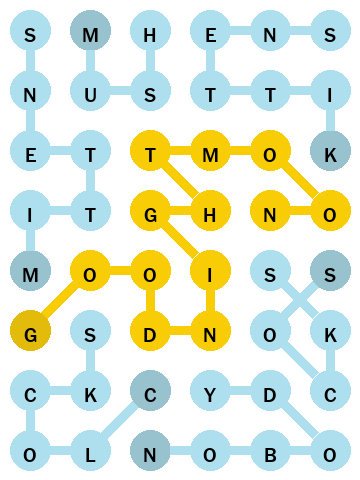 S M H E N S
N U S T T I
E T T M O K
I T G H N O
M O O I S S
G S D N O K
C K C Y D C
O L N O B O